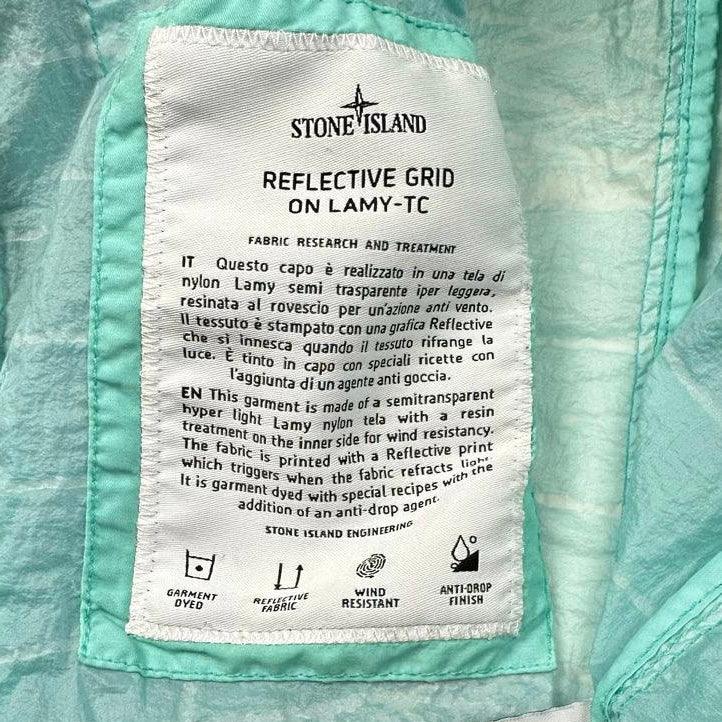 STONE ISLAND
REFLECTIVE GRID
ON LAMY-TC
FABRIC RESEARCH AND TREATMENT
IT Questo capo è realizzato in una tela di
nylon Lamy semi trasparente iper leggera,
resinata al rovescio per un'azione anti vento.
Il tessuto è stampato con una grafica Reflective
che si innesca quando il tessuto rifrange la
luce. È tinto in capo con speciali ricette con
l'aggiunta di un agente anti goccia.
EN This garment is made of a semitransparent
hyper light Lamy nylon tela with a resin
treatment on the inner side for wind resistancy.
The fabric is printed with a Reflective print
which triggers when the fabric refracts light.
It is garment dyed with special recipes with the
addition of an anti-drop agent.
STONE ISLAND ENGINEERING
GARMENT
DYED
REFLECTIVE
FABRIC
WIND
RESISTANT
ANTI-DROP
FINISH